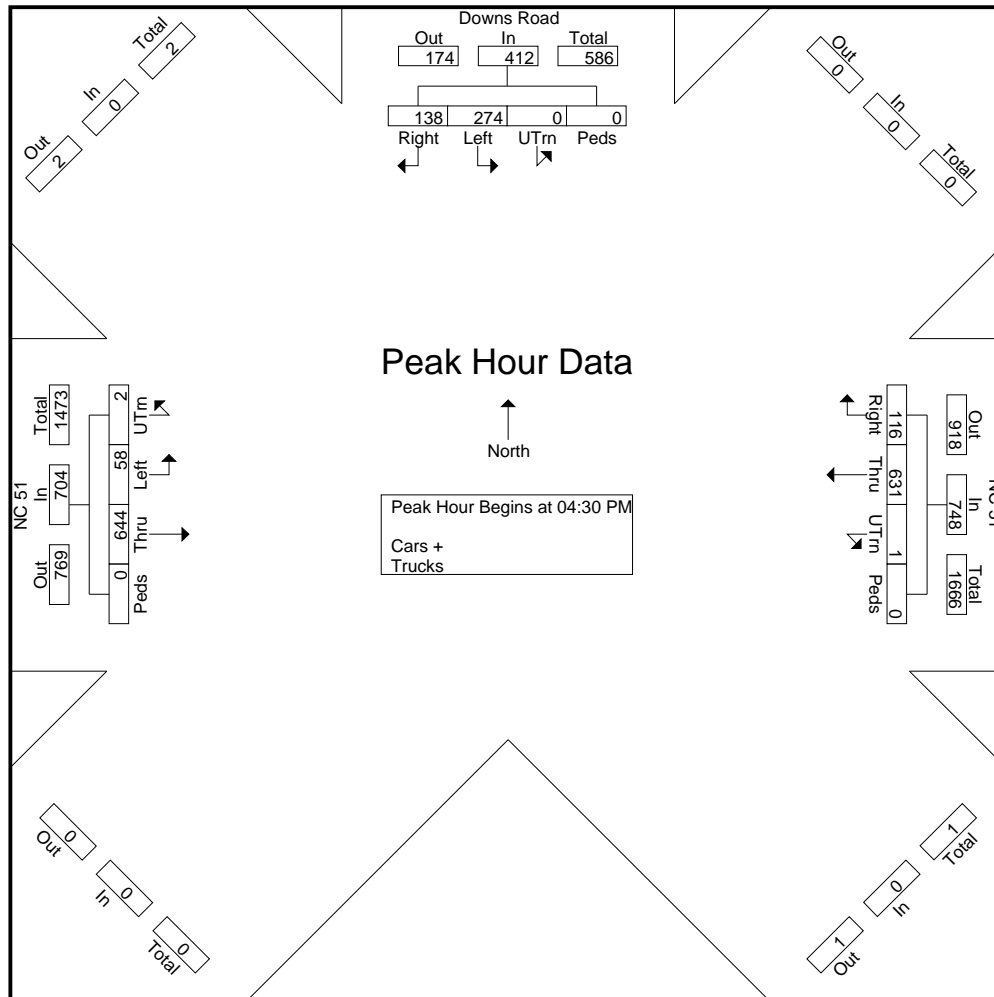 Downs Road
Out In Total
174 412 586
138 274 0 0
Right Left UTrn Peds
Total
2
In
0
Out
2
Out
0
In
0
Total
0
Peak Hour Data
North
Peak Hour Begins at 04:30 PM
Cars +
Trucks
NC 51
Total In Out
1473 704 769
2 58 644 0
UTrn Left Thru Peds
Out In Total
918 748 1666
116 631 1 0
Right Thru UTrn Peds
0
Out
0
In
0
Total
1
Total
0
In
1
Out